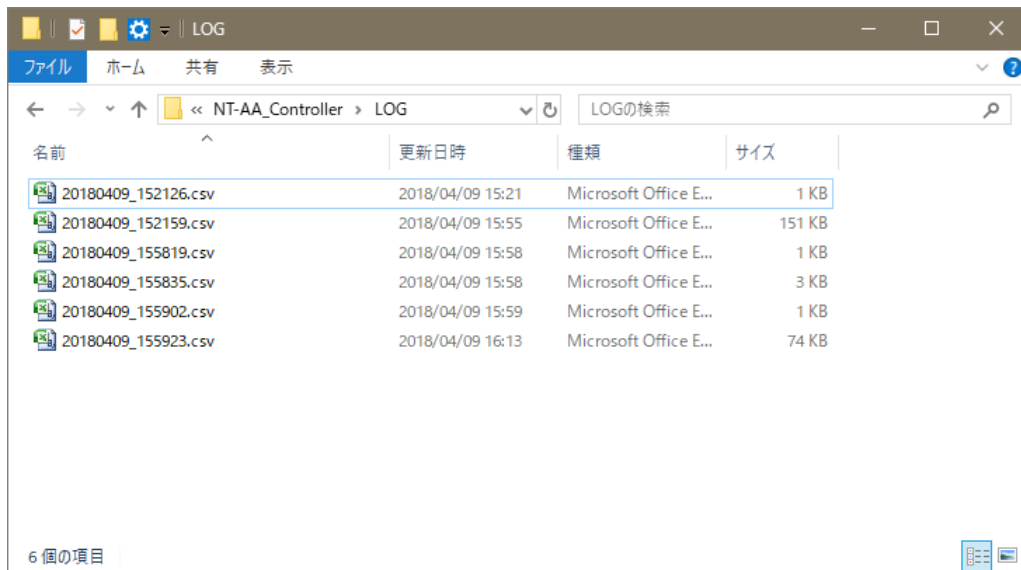 LOG
ファイル ホーム 共有 表示
« NT-AA_Controller › LOG LOGの検索
名前 更新日時 種類 サイズ
20180409_152126.csv 2018/04/09 15:21 Microsoft Office E... 1 KB
20180409_152159.csv 2018/04/09 15:55 Microsoft Office E... 151 KB
20180409_155819.csv 2018/04/09 15:58 Microsoft Office E... 1 KB
20180409_155835.csv 2018/04/09 15:58 Microsoft Office E... 3 KB
20180409_155902.csv 2018/04/09 15:59 Microsoft Office E... 1 KB
20180409_155923.csv 2018/04/09 16:13 Microsoft Office E... 74 KB
6 個の項目